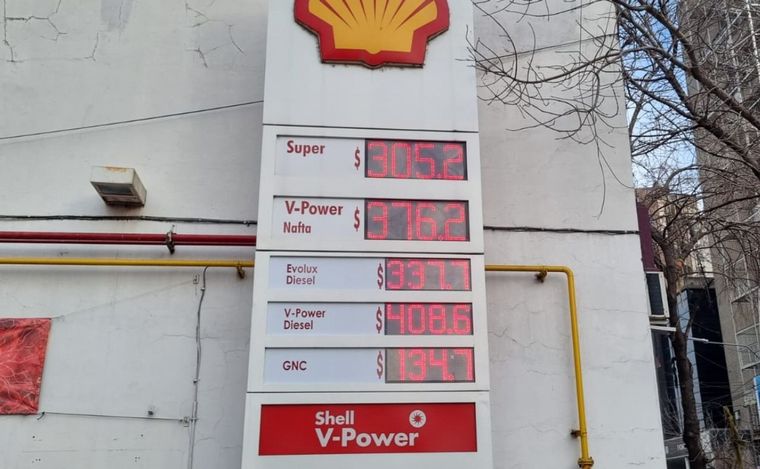 Super $ 305.2
V-Power $ 376.2
Nafta
Evolux $ 337.7
Diesel
V-Power $ 408.6
Diesel
GNC $ 134.7
Shell
V-Power